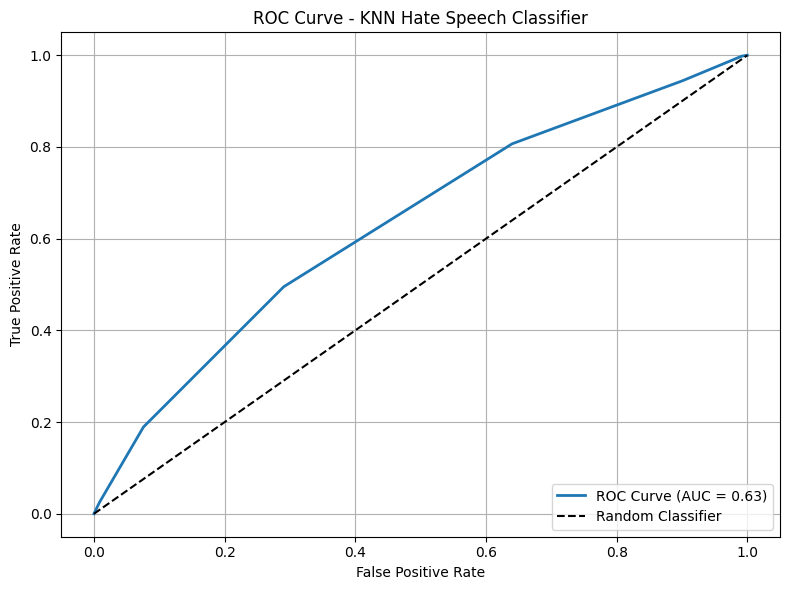 ROC Curve - KNN Hate Speech Classifier
True Positive Rate
1.0
0.8
0.6
0.4
0.2
0.0
0.0 0.2 0.4 0.6 0.8 1.0
False Positive Rate
ROC Curve (AUC = 0.63)
Random Classifier